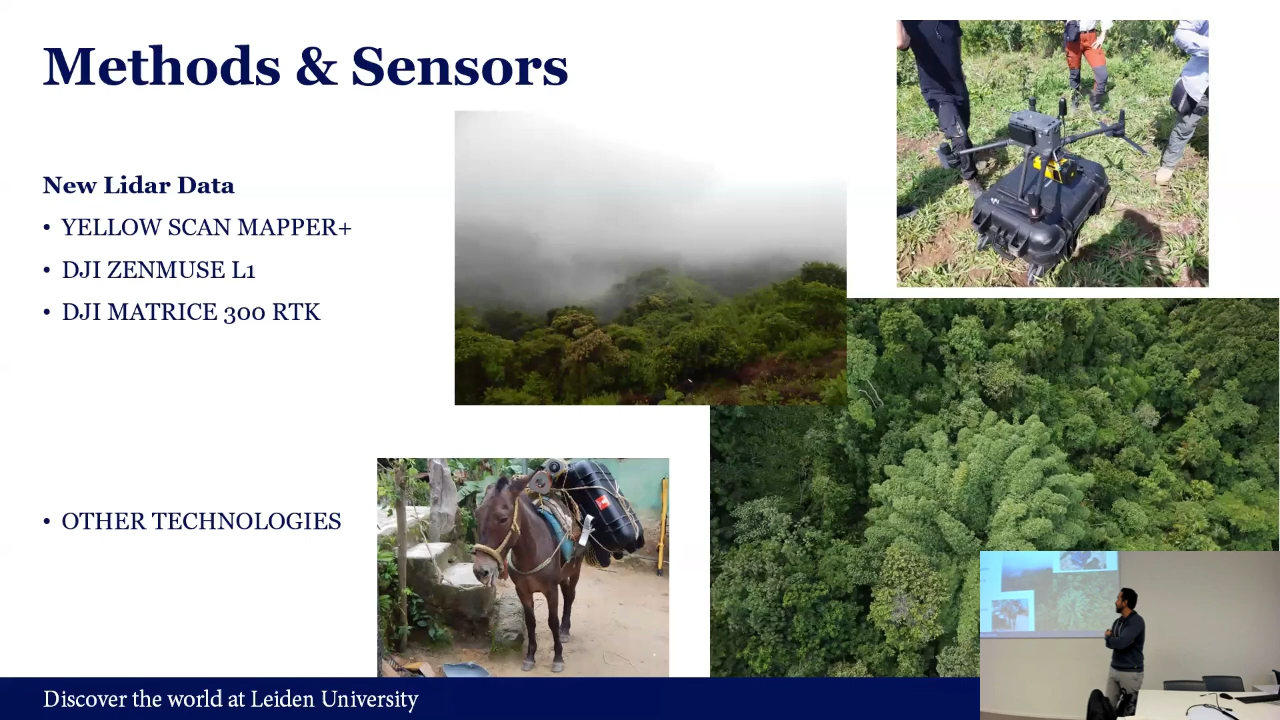 Methods & Sensors
New Lidar Data
• YELLOW SCAN MAPPER+
• DJI ZENMUSE L1
• DJI MATRICE 300 RTK
• OTHER TECHNOLOGIES
Discover the world at Leiden University